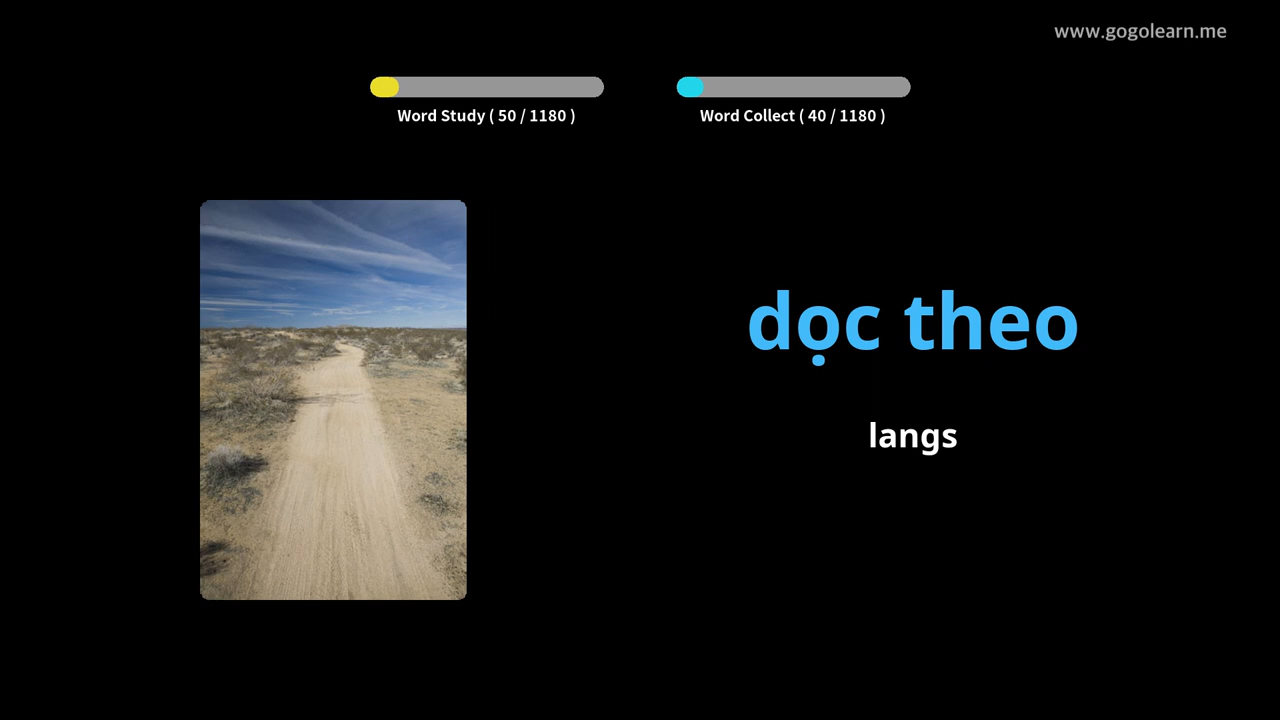 www.gogolearn.me
Word Study ( 50 / 1180 )
Word Collect ( 40 / 1180 )
dọc theo
langs